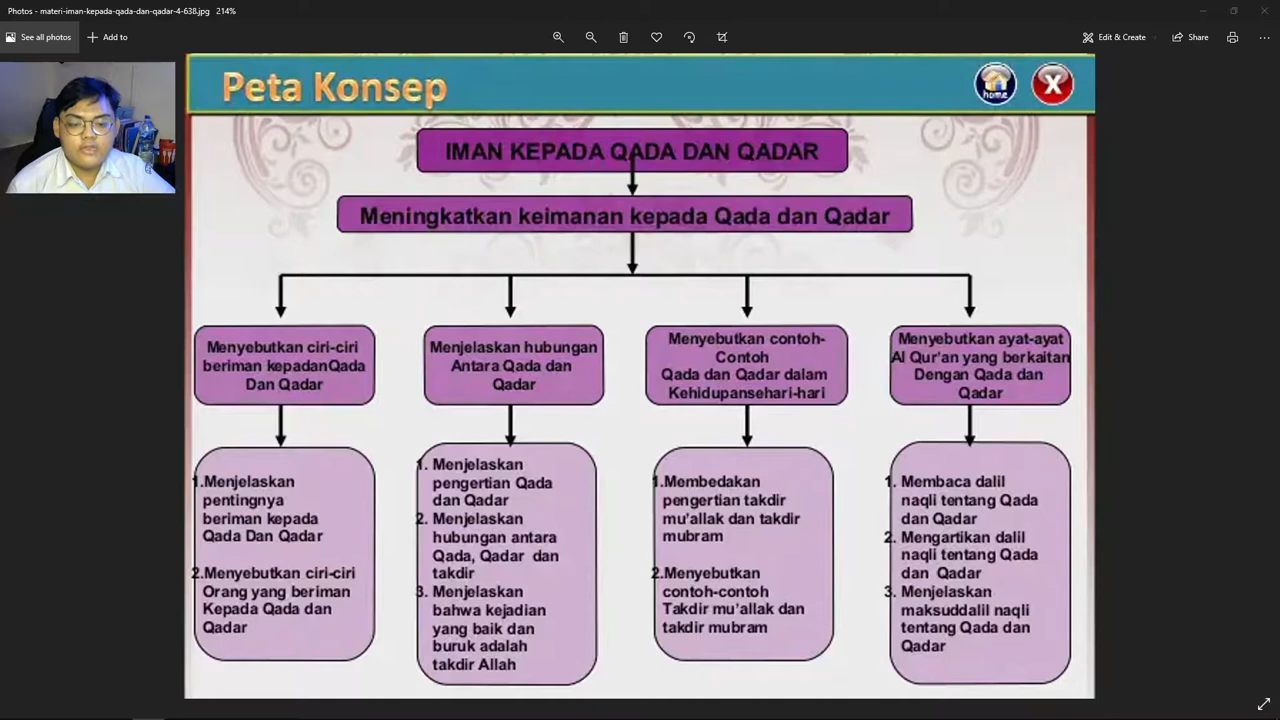 Photos - materi-iman-kepada-qada-dan-qadar-4-638.jpg   214%
See all photos
Add to
Edit & Create
Share
Peta Konsep
home
X
IMAN KEPADA QADA DAN QADAR
Meningkatkan keimanan kepada Qada dan Qadar
Menyebutkan ciri-ciri
beriman kepadanQada
Dan Qadar
Menjelaskan hubungan
Antara Qada dan
Qadar
Menyebutkan contoh-
Contoh
Qada dan Qadar dalam
Kehidupansehari-hari
Menyebutkan ayat-ayat
Al Qur'an yang berkaitan
Dengan Qada dan
Qadar
1.Menjelaskan
pentingnya
beriman kepada
Qada Dan Qadar
2.Menyebutkan ciri-ciri
Orang yang beriman
Kepada Qada dan
Qadar
1. Menjelaskan
pengertian Qada
dan Qadar
2. Menjelaskan
hubungan antara
Qada, Qadar dan
takdir
3. Menjelaskan
bahwa kejadian
yang baik dan
buruk adalah
takdir Allah
1.Membedakan
pengertian takdir
mu'allak dan takdir
mubram
2.Menyebutkan
contoh-contoh
Takdir mu'allak dan
takdir mubram
1. Membaca dalil
naqli tentang Qada
dan Qadar
2. Mengartikan dalil
naqli tentang Qada
dan Qadar
3. Menjelaskan
maksuddalil naqli
tentang Qada dan
Qadar